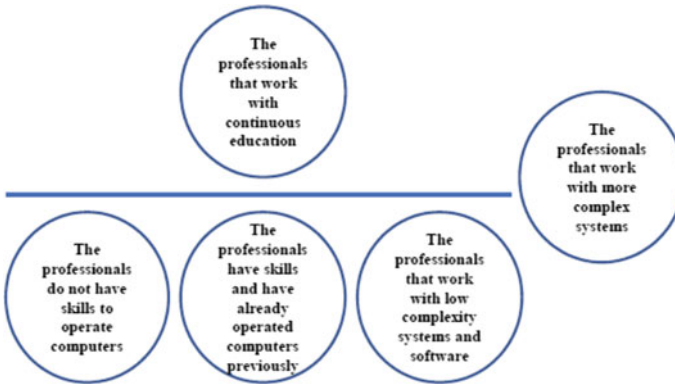 The
professionals
that work
with
continuous
education
The
professionals
that work
with more
complex
systems
The
professionals
do not have
skills to
operate
computers
The
professionals
have skills
and have
already
operated
computers
previously
The
professionals
that work
with low
complexity
systems and
software